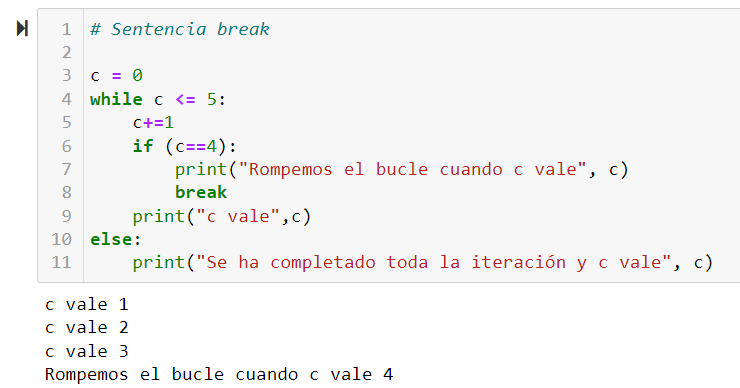 1 # Sentencia break
2
3 c = 0
4 while c <= 5:
5     c+=1
6     if (c==4):
7         print("Rompemos el bucle cuando c vale", c)
8         break
9     print("c vale",c)
10 else:
11     print("Se ha completado toda la iteración y c vale", c)
c vale 1
c vale 2
c vale 3
Rompemos el bucle cuando c vale 4